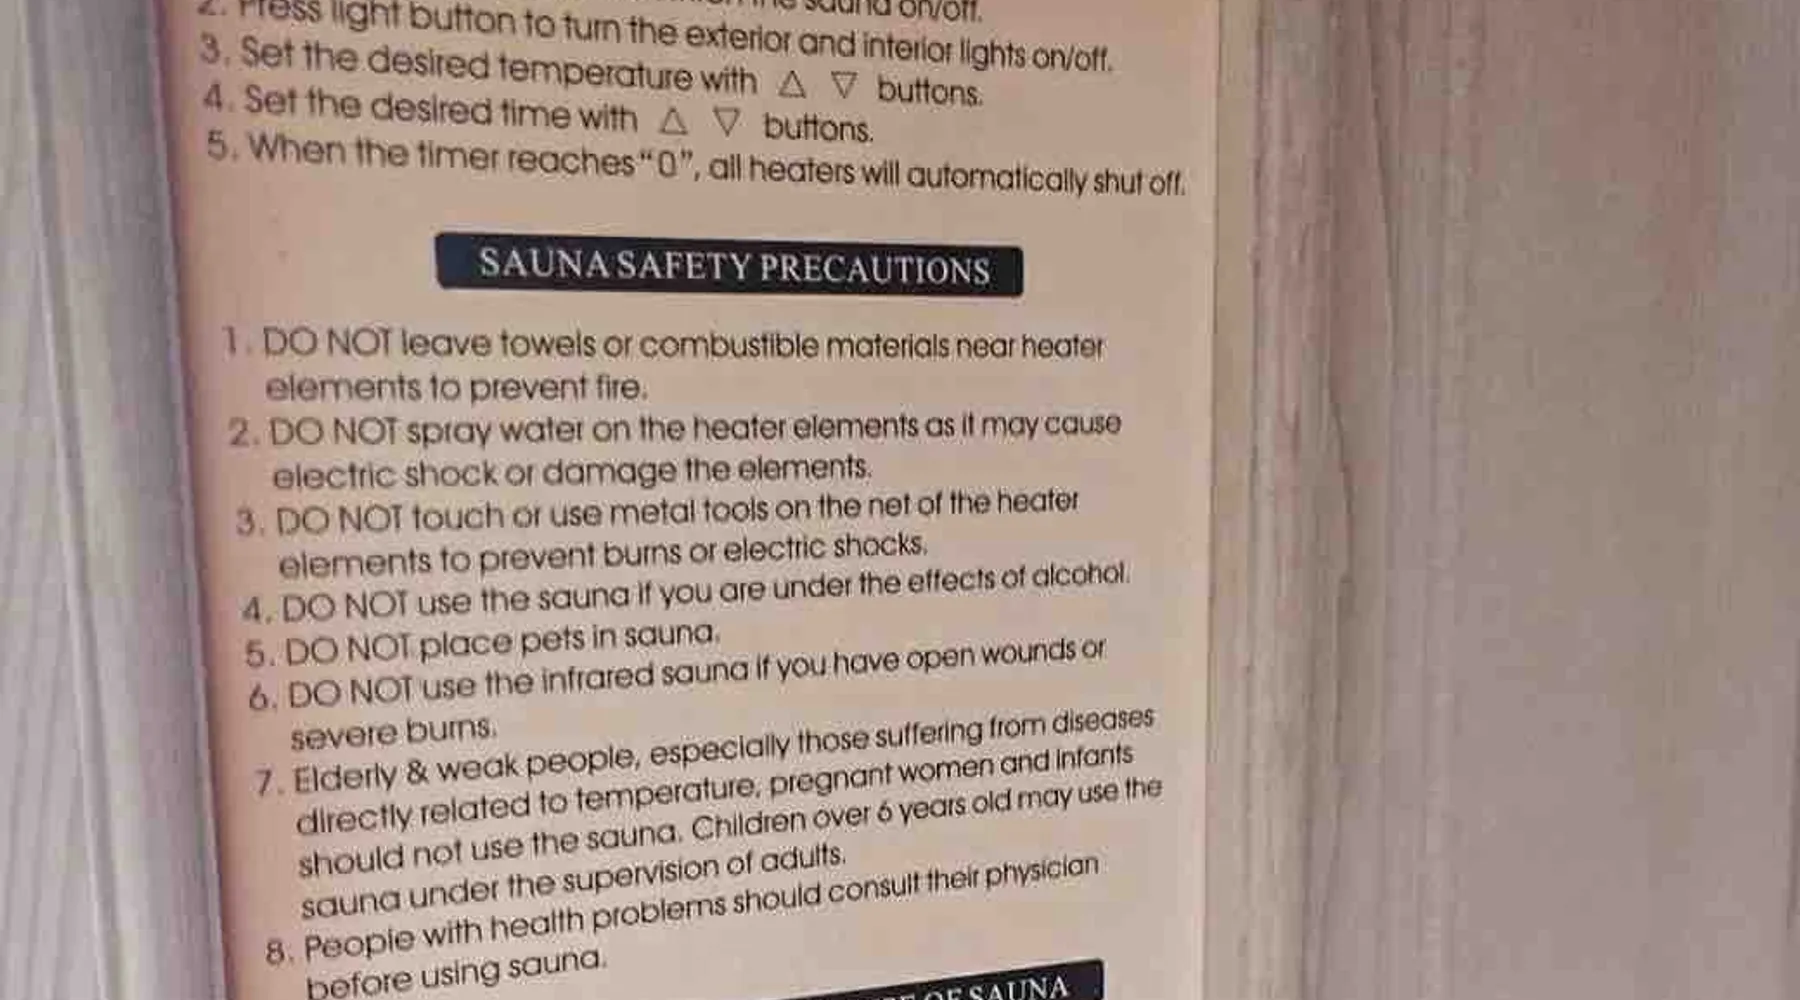 the sauna on/off.
2. Press light button to turn the exterior and interior lights on/off.
3. Set the desired temperature with △ ▽ buttons.
4. Set the desired time with △ ▽ buttons.
5. When the timer reaches "0", all heaters will automatically shut off.
SAUNA SAFETY PRECAUTIONS
1. DO NOT leave towels or combustible materials near heater
elements to prevent fire.
2. DO NOT spray water on the heater elements as it may cause
electric shock or damage the elements.
3. DO NOT touch or use metal tools on the net of the heater
elements to prevent burns or electric shocks.
4. DO NOT use the sauna if you are under the effects of alcohol.
5. DO NOT place pets in sauna.
6. DO NOT use the infrared sauna if you have open wounds or
severe burns.
7. Elderly & weak people, especially those suffering from diseases
directly related to temperature, pregnant women and infants
should not use the sauna. Children over 6 years old may use the
sauna under the supervision of adults.
8. People with health problems should consult their physician
before using sauna.
OF SAUNA